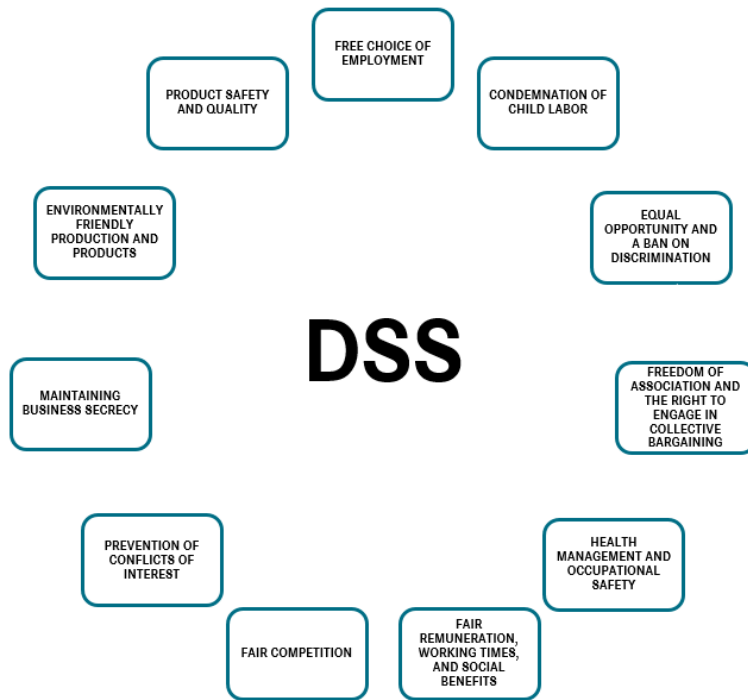 FREE CHOICE OF
EMPLOYMENT
CONDEMNATION OF
CHILD LABOR
EQUAL
OPPORTUNITY AND
A BAN ON
DISCRIMINATION
FREEDOM OF
ASSOCIATION AND
THE RIGHT TO
ENGAGE IN
COLLECTIVE
BARGAINING
HEALTH
MANAGEMENT AND
OCCUPATIONAL
SAFETY
FAIR
REMUNERATION,
WORKING TIMES,
AND SOCIAL
BENEFITS
FAIR COMPETITION
PREVENTION OF
CONFLICTS OF
INTEREST
MAINTAINING
BUSINESS SECRECY
ENVIRONMENTALLY
FRIENDLY
PRODUCTION AND
PRODUCTS
PRODUCT SAFETY
AND QUALITY
DSS